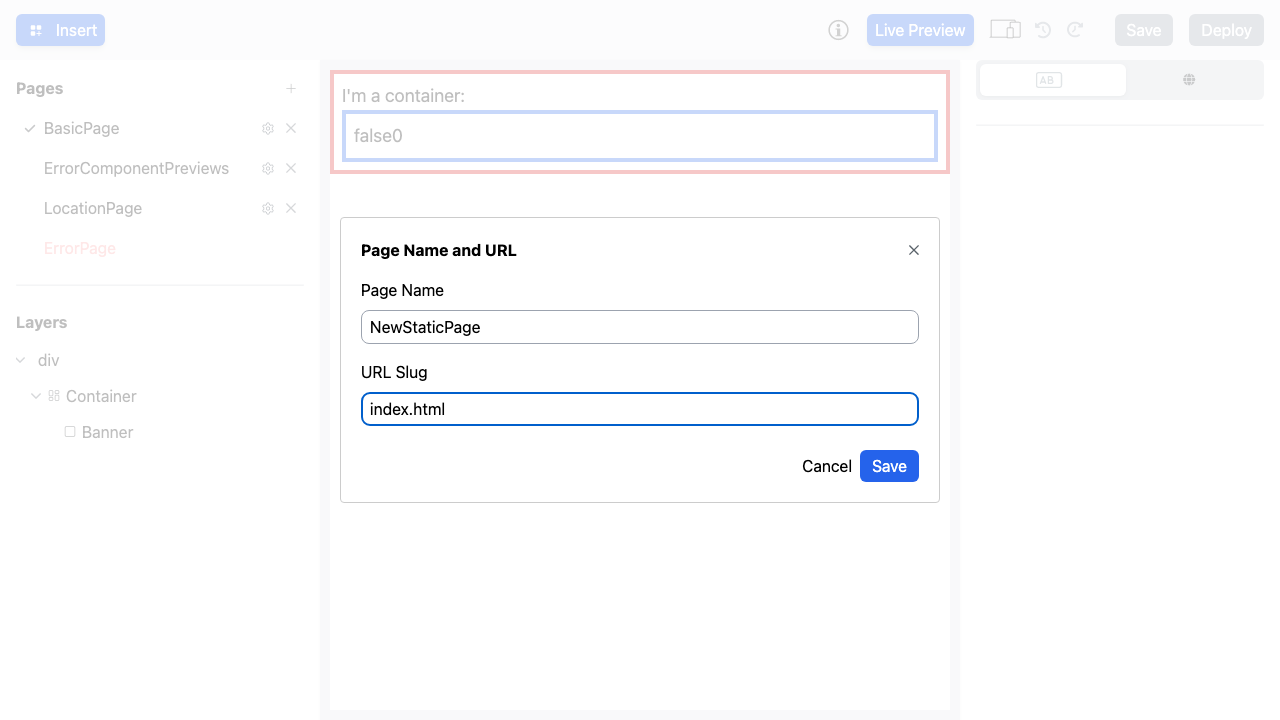 Insert
Live Preview
Save
Deploy
Pages
BasicPage
ErrorComponentPreviews
LocationPage
ErrorPage
Layers
div
Container
Banner
I'm a container:
false0
Page Name and URL
Page Name
NewStaticPage
URL Slug
index.html
Cancel
Save
AB